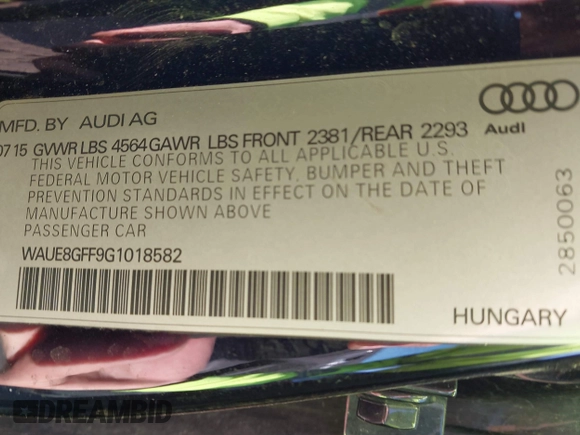 MFD. BY AUDI AG
07 15 GVWR LBS 4564 GAWR LBS FRONT 2381/REAR 2293
THIS VEHICLE CONFORMS TO ALL APPLICABLE U.S.
FEDERAL MOTOR VEHICLE SAFETY, BUMPER AND THEFT
PREVENTION STANDARDS IN EFFECT ON THE DATE OF
MANUFACTURE SHOWN ABOVE
PASSENGER CAR
WAUE8GFF9G1018582
Audi
2850063
HUNGARY
DREAMBID